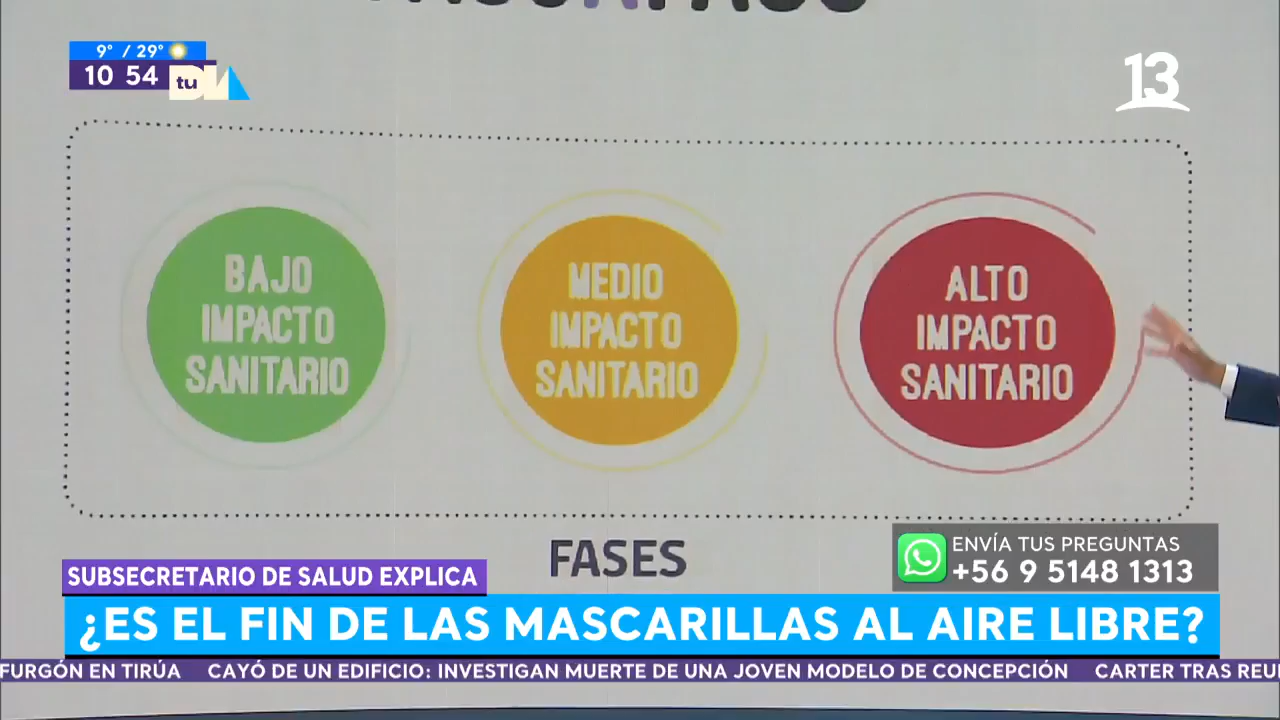 9° / 29°
10 54
tu
DÍA
13
BAJO
IMPACTO
SANITARIO
MEDIO
IMPACTO
SANITARIO
ALTO
IMPACTO
SANITARIO
FASES
ENVÍA TUS PREGUNTAS
+56 9 5148 1313
SUBSECRETARIO DE SALUD EXPLICA
¿ES EL FIN DE LAS MASCARILLAS AL AIRE LIBRE?
FURGÓN EN TIRÚA CAYÓ DE UN EDIFICIO: INVESTIGAN MUERTE DE UNA JOVEN MODELO DE CONCEPCIÓN CARTER TRAS